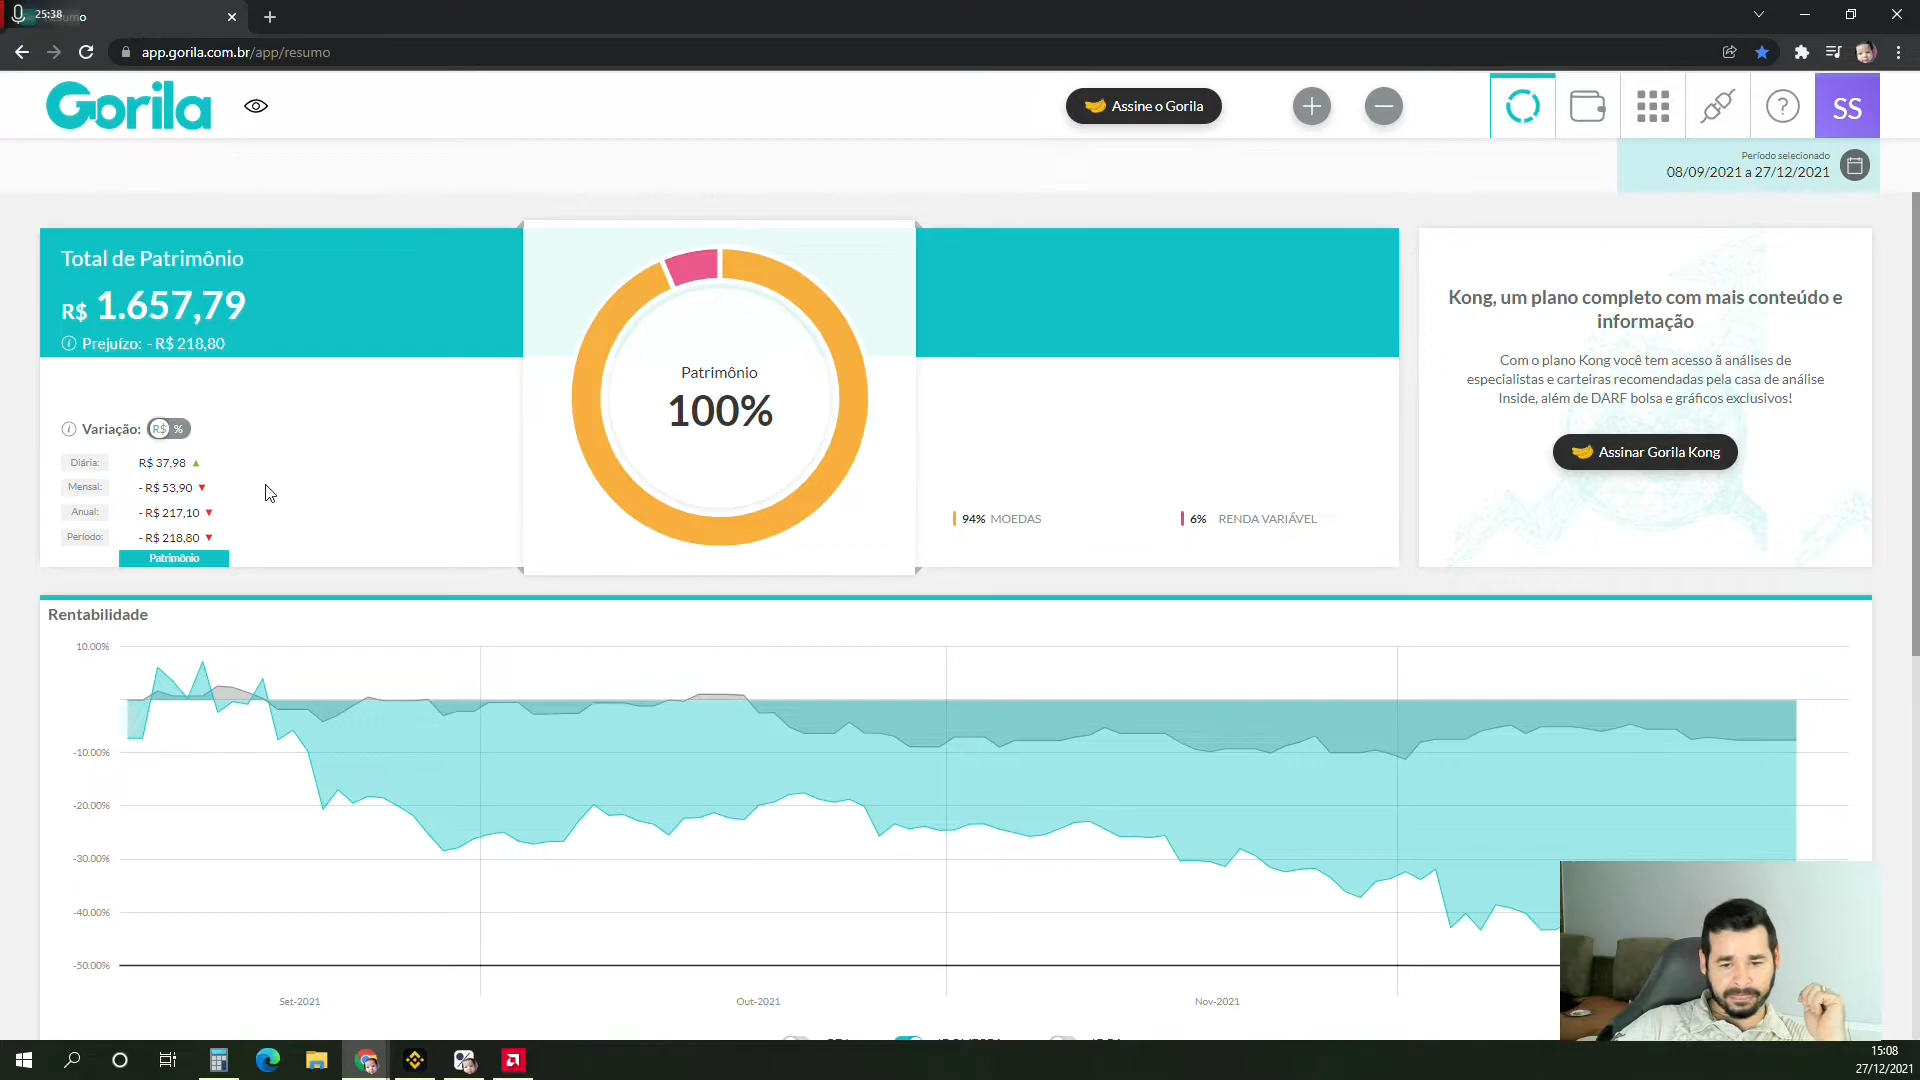 25:38
app.gorila.com.br/app/resumo
Gorila
Assine o Gorila
?
SS
Período selecionado
08/09/2021 a 27/12/2021
Total de Patrimônio
R$ 1.657,79
Prejuízo: - R$ 218,80
Variação: R$ %
Diária: R$ 37,98
Mensal: - R$ 53,90
Anual: - R$ 217,10
Período: - R$ 218,80
Patrimônio
Patrimônio
100%
94% MOEDAS
6% RENDA VARIÁVEL
Kong, um plano completo com mais conteúdo e
informação
Com o plano Kong você tem acesso ã análises de
especialistas e carteiras recomendadas pela casa de análise
Inside, além de DARF bolsa e gráficos exclusivos!
Assinar Gorila Kong
Rentabilidade
10.00%
-10.00%
-20.00%
-30.00%
-40.00%
-50.00%
Set-2021
Out-2021
Nov-2021
15:08
27/12/2021